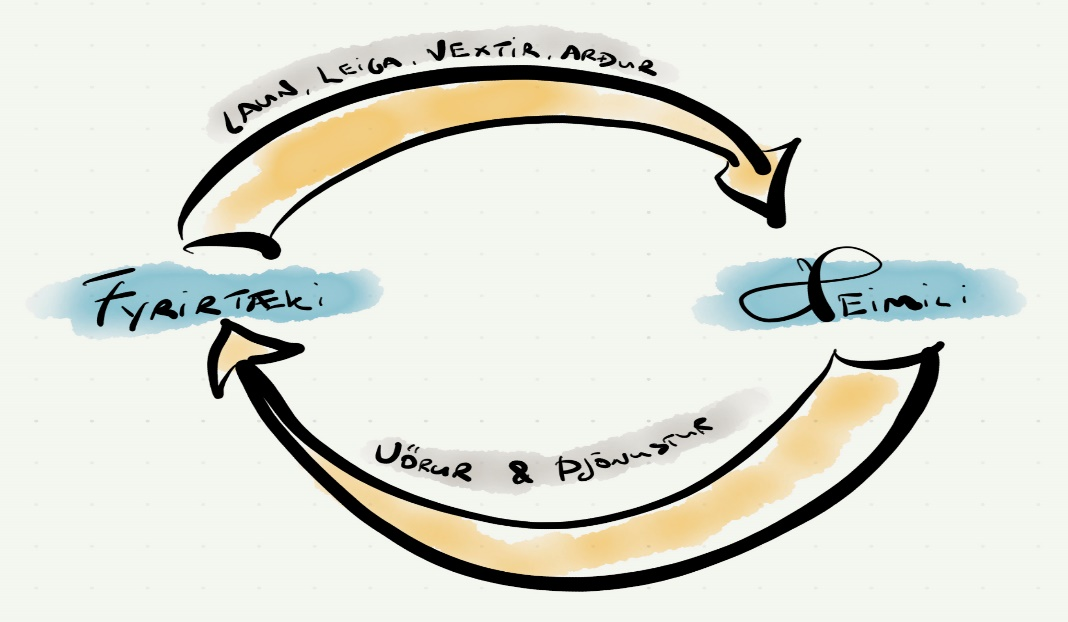 LAUN, LEIGA, VEXTIR, ARÐUR
FYRIRTÆKI
HEIMILI
VÖRUR & ÞJÓNUSTUR